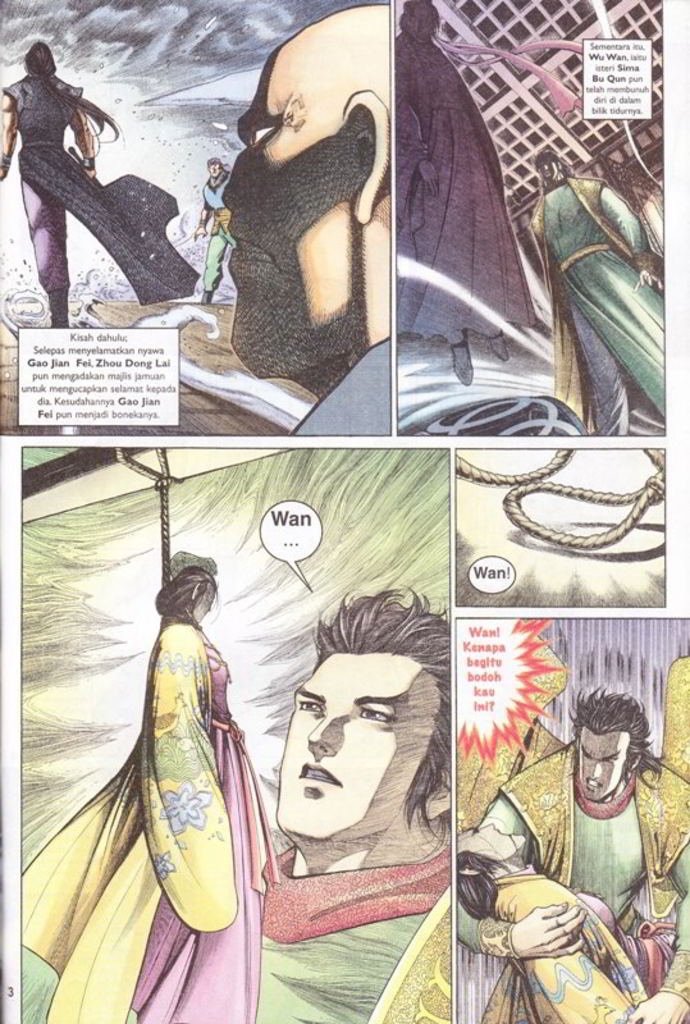 Kisah dahulu;
Selepas menyelamatkan nyawa
Gao Jian Fei, Zhou Dong Lai
pun mengadakan majlis jamuan
untuk mengucapkan selamat kepada
dia. Kesudahannya Gao Jian
Fei pun menjadi bonekanya.
Sementara itu,
Wu Wan, iaitu
isteri Sima
Bu Qun pun
telah membunuh
diri di dalam
bilik tidurnya.
Wan
...
Wan!
Wan!
Kenapa
begitu
bodoh
kau
ini?
3